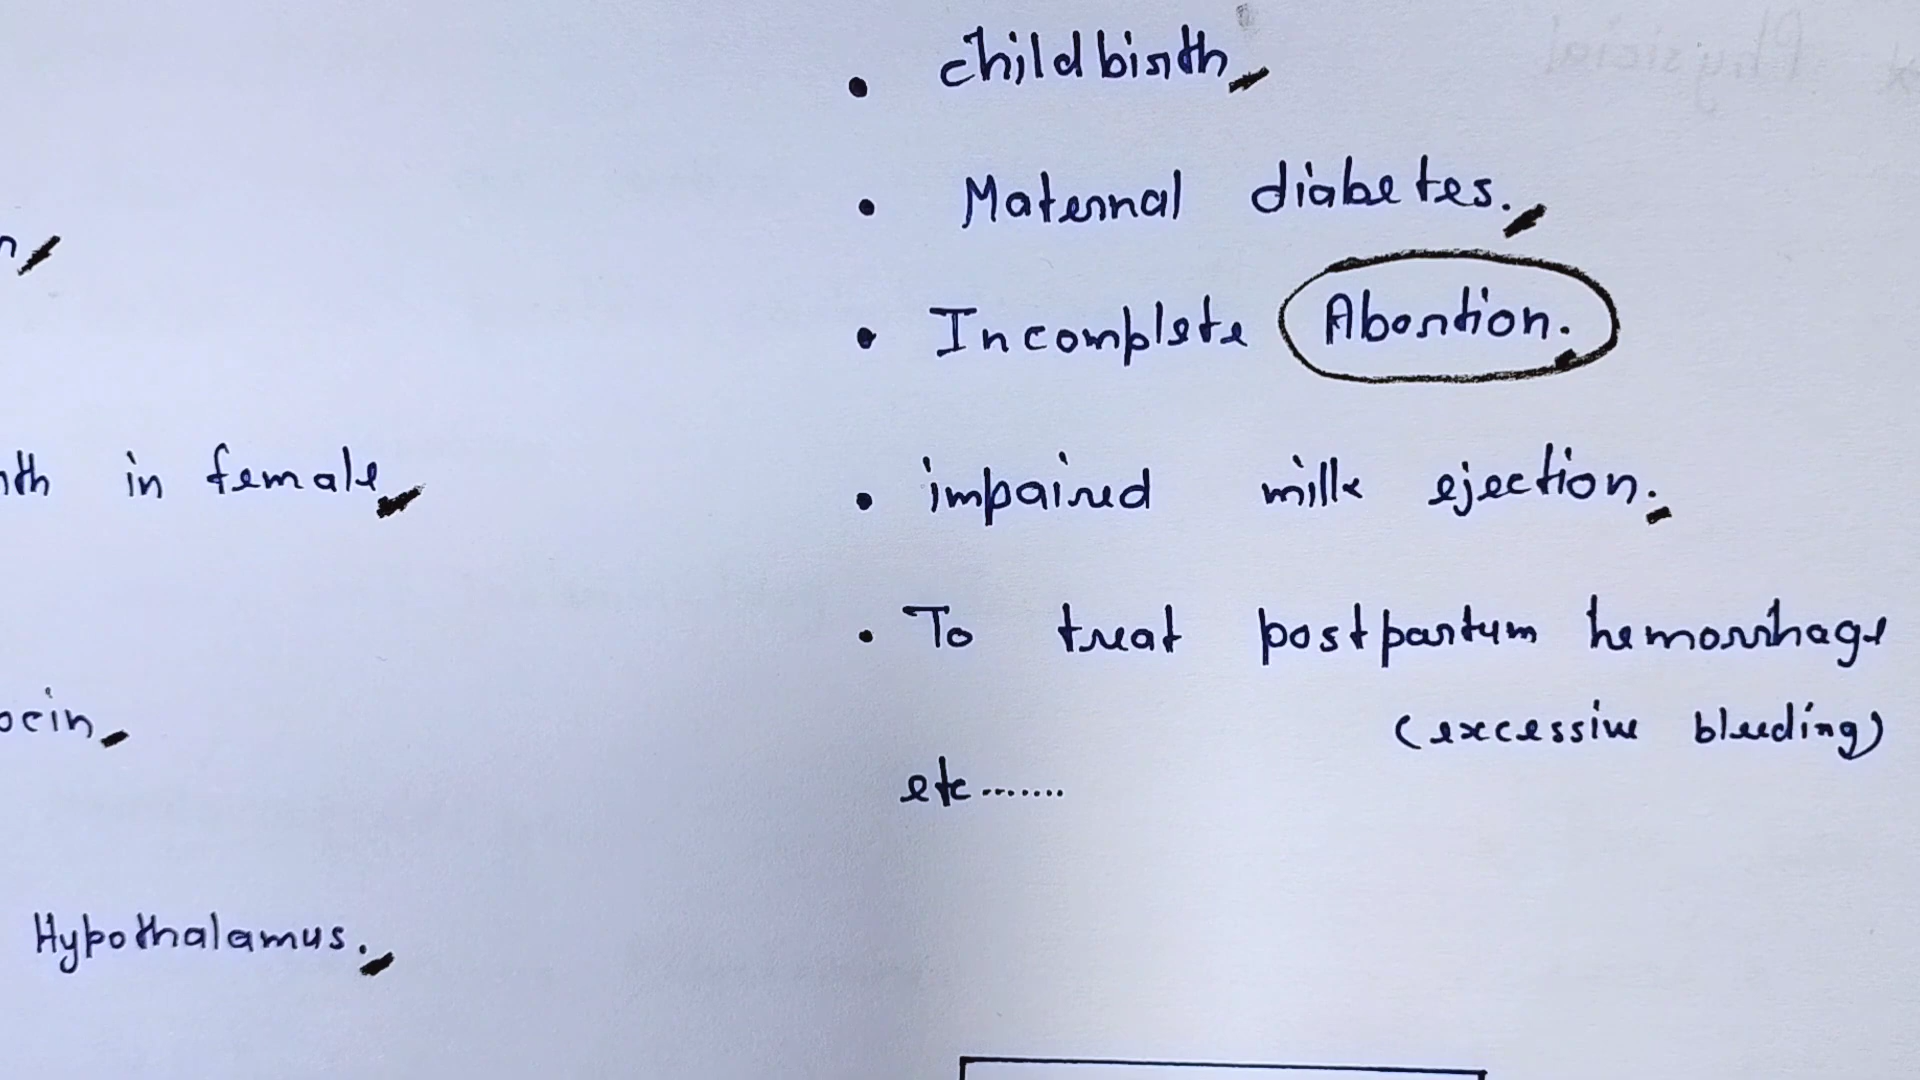 • childbirth
• Maternal diabetes.
• Incomplete Abortion.
in female
• impaired milk ejection.
• To treat postpartum hemorrhage
(excessive bleeding)
etc.......
Hypothalamus.